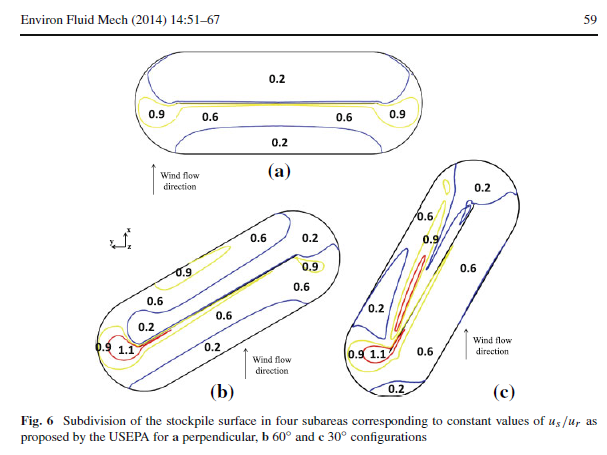 Environ Fluid Mech (2014) 14:51–67 59
0.2
0.9 0.6 0.6 0.9
0.2
Wind flow
direction
(a)
x
y
z
0.6 0.2
0.9 0.9
0.6 0.6
0.2 0.6
0.9 1.1 0.2
Wind flow
direction
(b)
0.2
0.6
0.9
0.6
0.2
0.9 1.1 0.6
0.2
Wind flow
direction
(c)
Fig. 6 Subdivision of the stockpile surface in four subareas corresponding to constant values of us/ur as
proposed by the USEPA for a perpendicular, b 60° and c 30° configurations